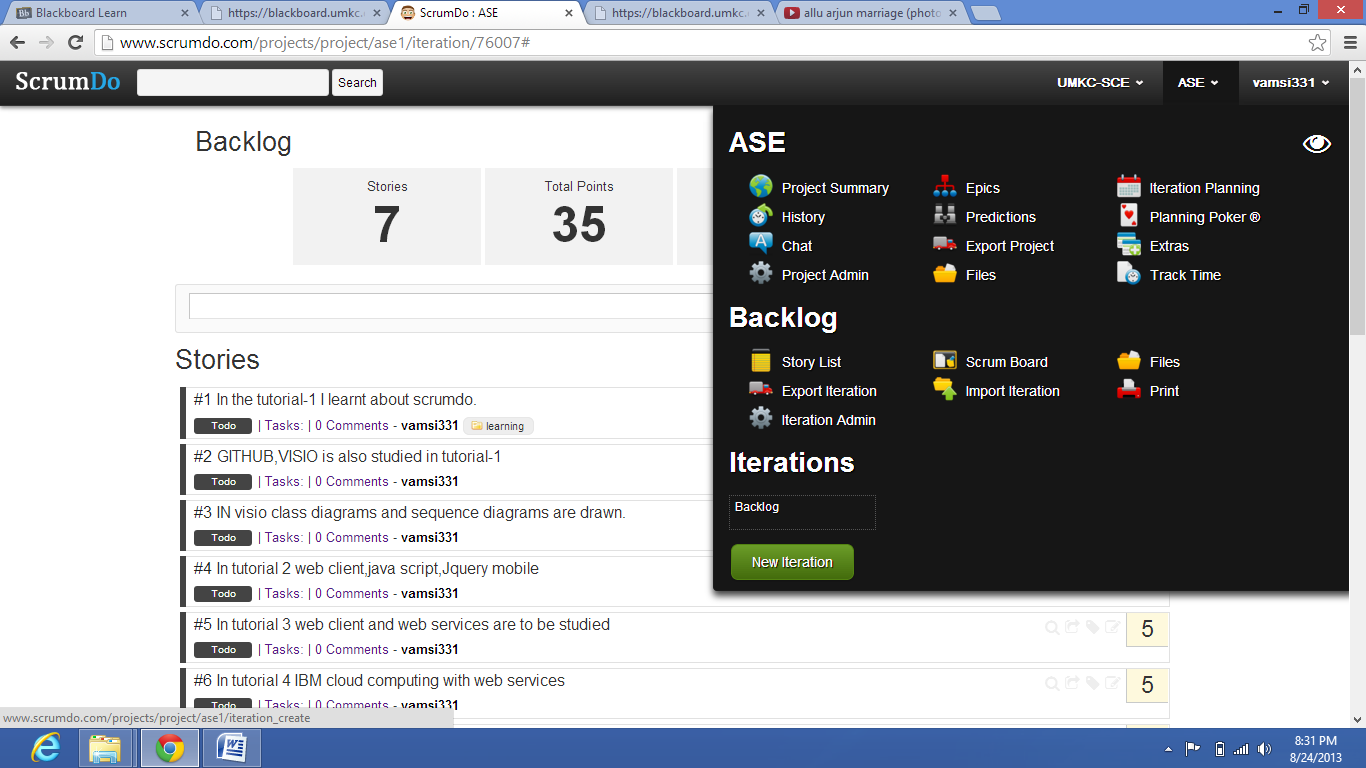 Blackboard Learn
https://blackboard.umkc.
ScrumDo : ASE
https://blackboard.umkc.
allu arjun marriage (photo
www.scrumdo.com/projects/project/ase1/iteration/76007#
ScrumDo
Search
UMKC-SCE
ASE
vamsi331
Backlog
Stories
7
Total Points
35
ASE
Project Summary
Epics
Iteration Planning
History
Predictions
Planning Poker ®
Chat
Export Project
Extras
Project Admin
Files
Track Time
Backlog
Story List
Scrum Board
Files
Export Iteration
Import Iteration
Print
Iteration Admin
Iterations
Backlog
New Iteration
Stories
#1 In the tutorial-1 I learnt about scrumdo.
Todo | Tasks: | 0 Comments - vamsi331 learning
#2 GITHUB,VISIO is also studied in tutorial-1
Todo | Tasks: | 0 Comments - vamsi331
#3 IN visio class diagrams and sequence diagrams are drawn.
Todo | Tasks: | 0 Comments - vamsi331
#4 In tutorial 2 web client,java script,Jquery mobile
Todo | Tasks: | 0 Comments - vamsi331
#5 In tutorial 3 web client and web services are to be studied
5
Todo | Tasks: | 0 Comments - vamsi331
#6 In tutorial 4 IBM cloud computing with web services
5
Todo | Tasks: | 0 Comments - vamsi331
www.scrumdo.com/projects/project/ase1/iteration_create
8:31 PM
8/24/2013